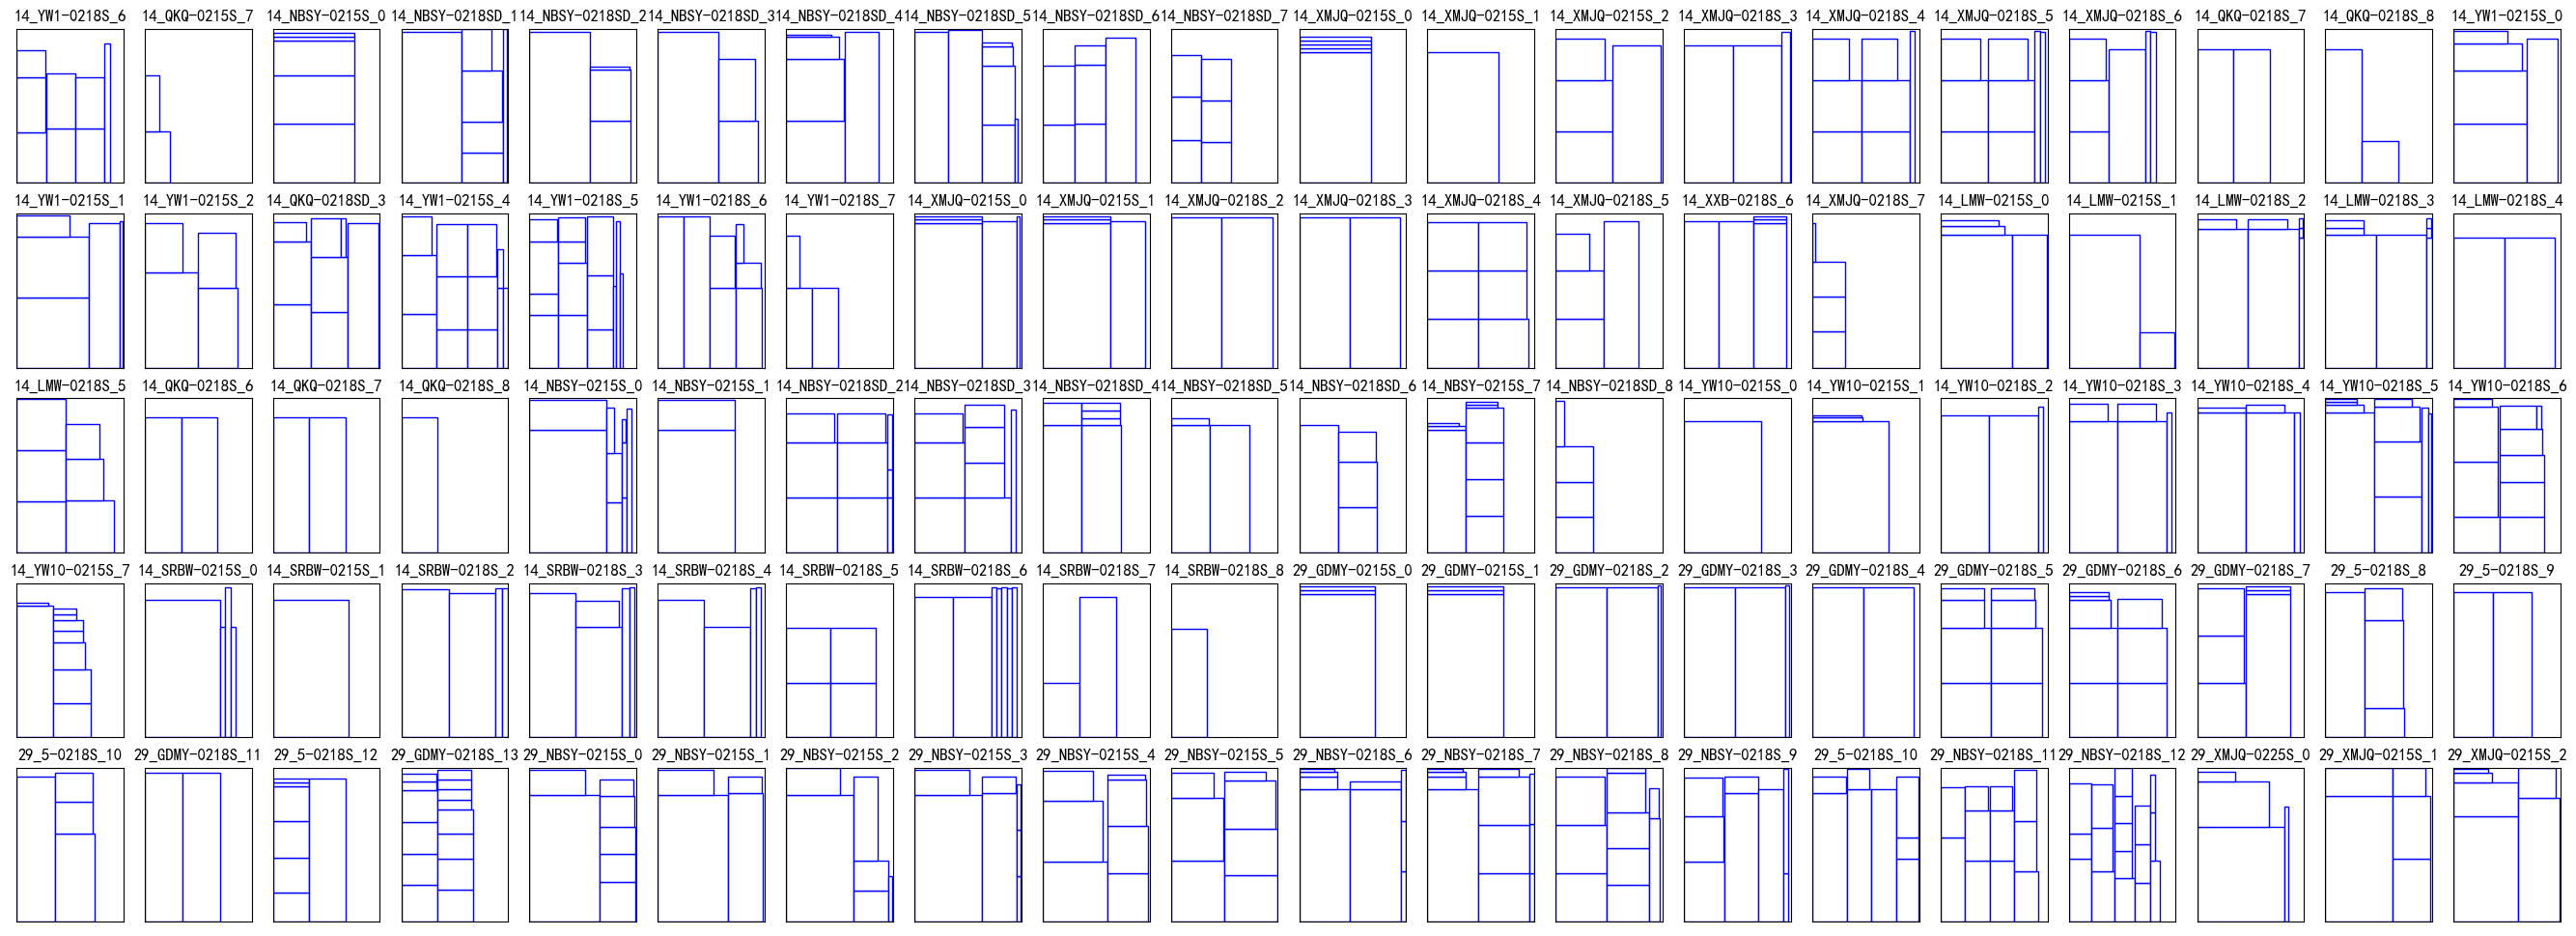 14_YW1-0218S_6 14_QKQ-0215S_7 14_NBSY-0215S_0 14_NBSY-0218SD_1 14_NBSY-0218SD_2 14_NBSY-0218SD_3 14_NBSY-0218SD_4 14_NBSY-0218SD_5 14_NBSY-0218SD_6 14_NBSY-0218SD_7 14_XMJQ-0215S_0 14_XMJQ-0215S_1 14_XMJQ-0215S_2 14_XMJQ-0218S_3 14_XMJQ-0218S_4 14_XMJQ-0218S_5 14_XMJQ-0218S_6 14_QKQ-0218S_7 14_QKQ-0218S_8 14_YW1-0215S_0
14_YW1-0215S_1 14_YW1-0215S_2 14_QKQ-0218SD_3 14_YW1-0215S_4 14_YW1-0218S_5 14_YW1-0218S_6 14_YW1-0218S_7 14_XMJQ-0215S_0 14_XMJQ-0215S_1 14_XMJQ-0218S_2 14_XMJQ-0218S_3 14_XMJQ-0218S_4 14_XMJQ-0218S_5 14_XXB-0218S_6 14_XMJQ-0218S_7 14_LMW-0215S_0 14_LMW-0215S_1 14_LMW-0218S_2 14_LMW-0218S_3 14_LMW-0218S_4
14_LMW-0218S_5 14_QKQ-0218S_6 14_QKQ-0218S_7 14_QKQ-0218S_8 14_NBSY-0215S_0 14_NBSY-0215S_1 14_NBSY-0218SD_2 14_NBSY-0218SD_3 14_NBSY-0218SD_4 14_NBSY-0218SD_5 14_NBSY-0218SD_6 14_NBSY-0215S_7 14_NBSY-0218SD_8 14_YW10-0215S_0 14_YW10-0215S_1 14_YW10-0218S_2 14_YW10-0218S_3 14_YW10-0218S_4 14_YW10-0218S_5 14_YW10-0218S_6
14_YW10-0215S_7 14_SRBW-0215S_0 14_SRBW-0215S_1 14_SRBW-0218S_2 14_SRBW-0218S_3 14_SRBW-0218S_4 14_SRBW-0218S_5 14_SRBW-0218S_6 14_SRBW-0218S_7 14_SRBW-0218S_8 29_GDMY-0215S_0 29_GDMY-0215S_1 29_GDMY-0218S_2 29_GDMY-0218S_3 29_GDMY-0218S_4 29_GDMY-0218S_5 29_GDMY-0218S_6 29_GDMY-0218S_7 29_5-0218S_8 29_5-0218S_9
29_5-0218S_10 29_GDMY-0218S_11 29_5-0218S_12 29_GDMY-0218S_13 29_NBSY-0215S_0 29_NBSY-0215S_1 29_NBSY-0215S_2 29_NBSY-0215S_3 29_NBSY-0215S_4 29_NBSY-0215S_5 29_NBSY-0218S_6 29_NBSY-0218S_7 29_NBSY-0218S_8 29_NBSY-0218S_9 29_5-0218S_10 29_NBSY-0218S_11 29_NBSY-0218S_12 29_XMJQ-0225S_0 29_XMJQ-0215S_1 29_XMJQ-0215S_2